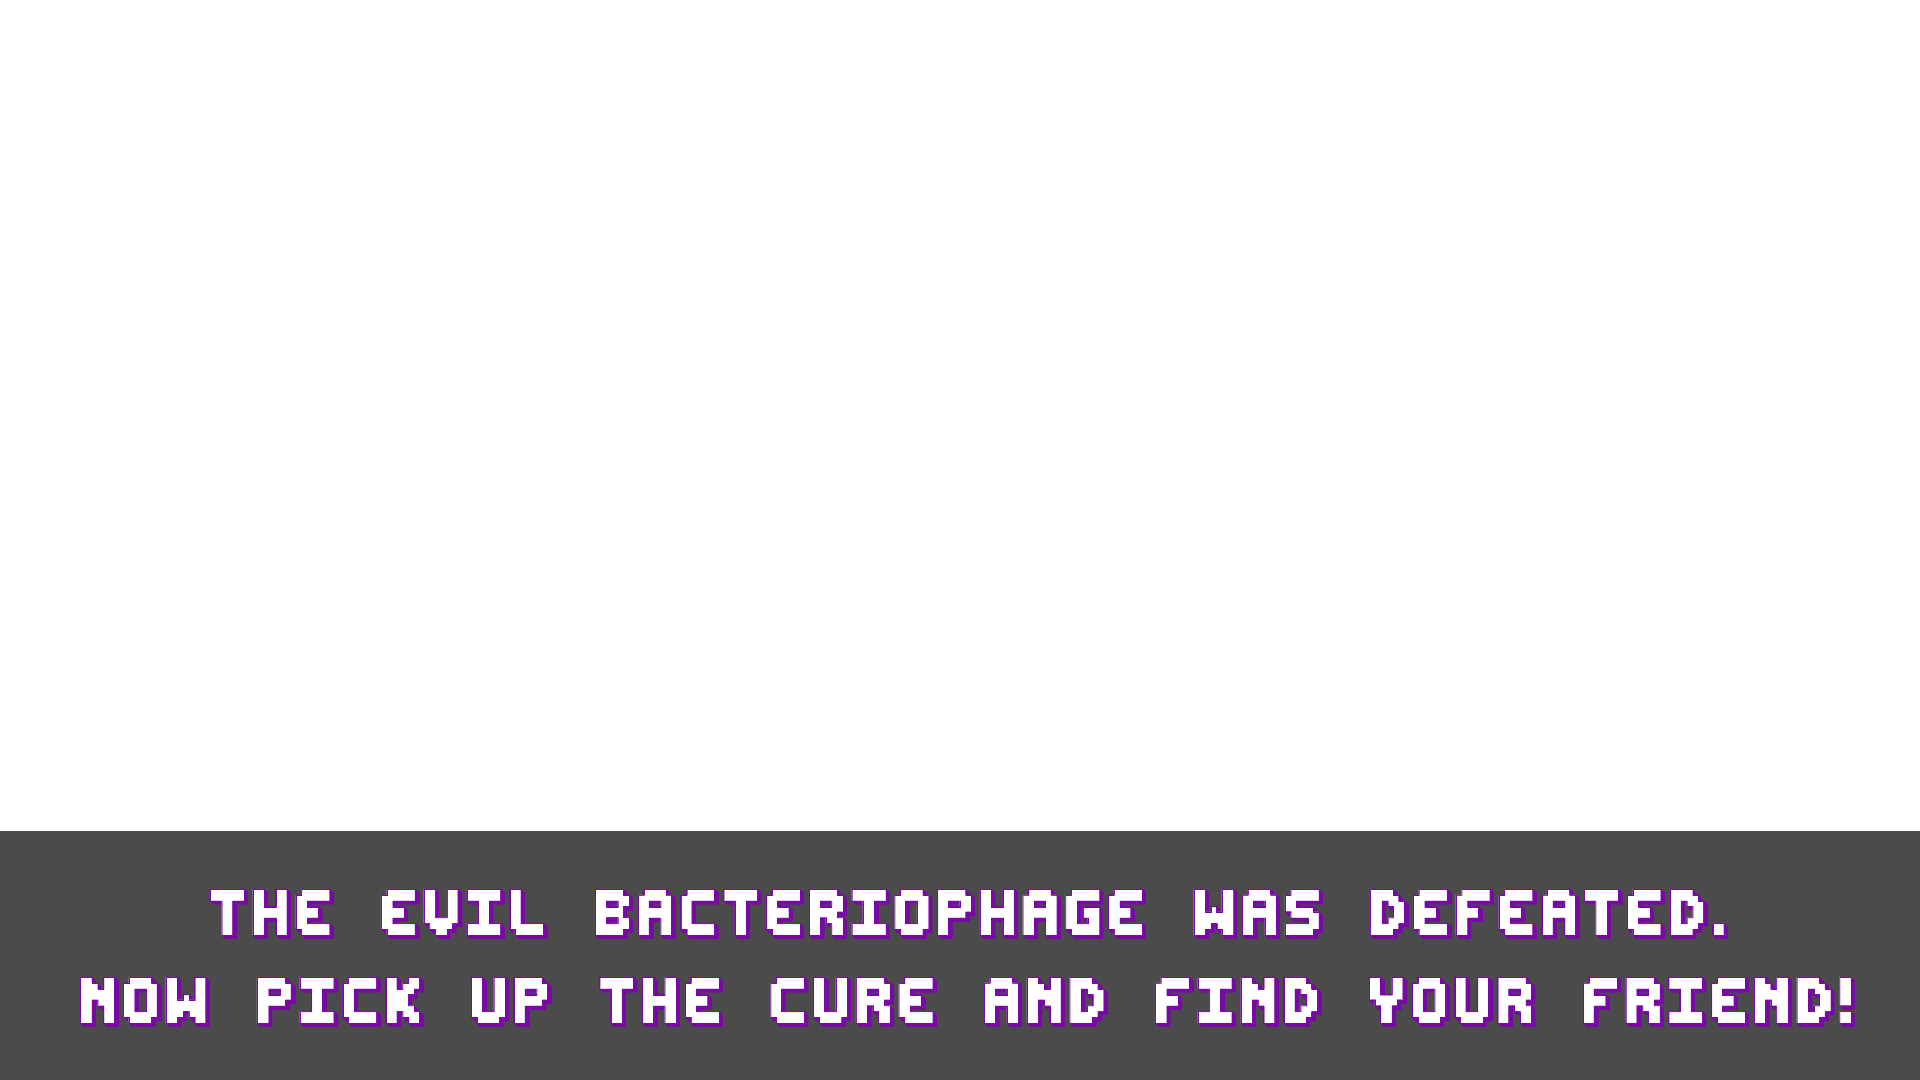 THE EVIL BACTERIOPHAGE WAS DEFEATED.
NOW PICK UP THE CURE AND FIND YOUR FRIEND!